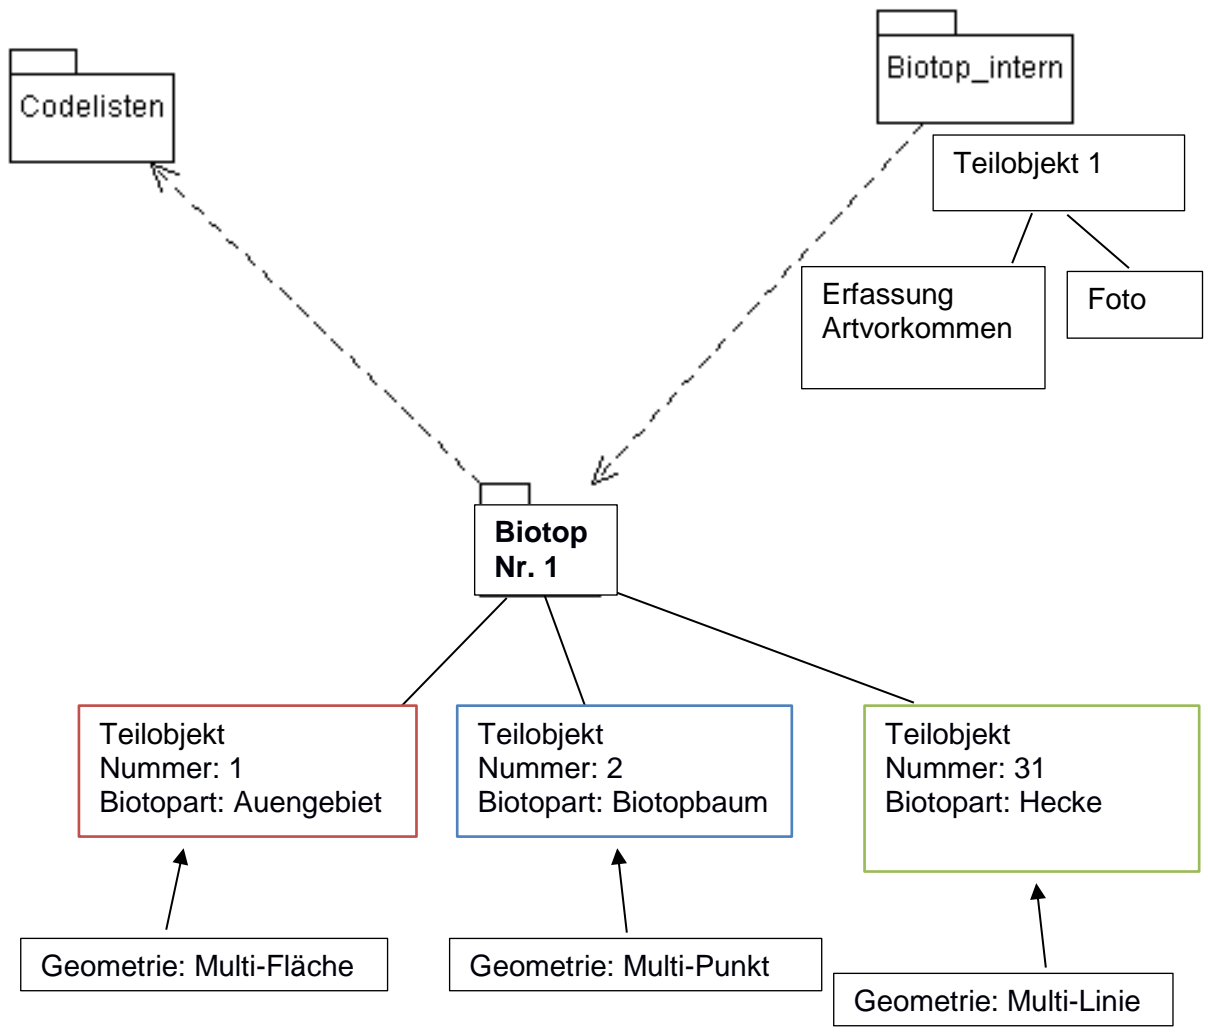 Codelisten
Biotop_intern
Teilobjekt 1
Erfassung
Artvorkommen
Foto
Biotop
Nr. 1
Teilobjekt
Nummer: 1
Biotopart: Auengebiet
Teilobjekt
Nummer: 2
Biotopart: Biotopbaum
Teilobjekt
Nummer: 31
Biotopart: Hecke
Geometrie: Multi-Fläche
Geometrie: Multi-Punkt
Geometrie: Multi-Linie